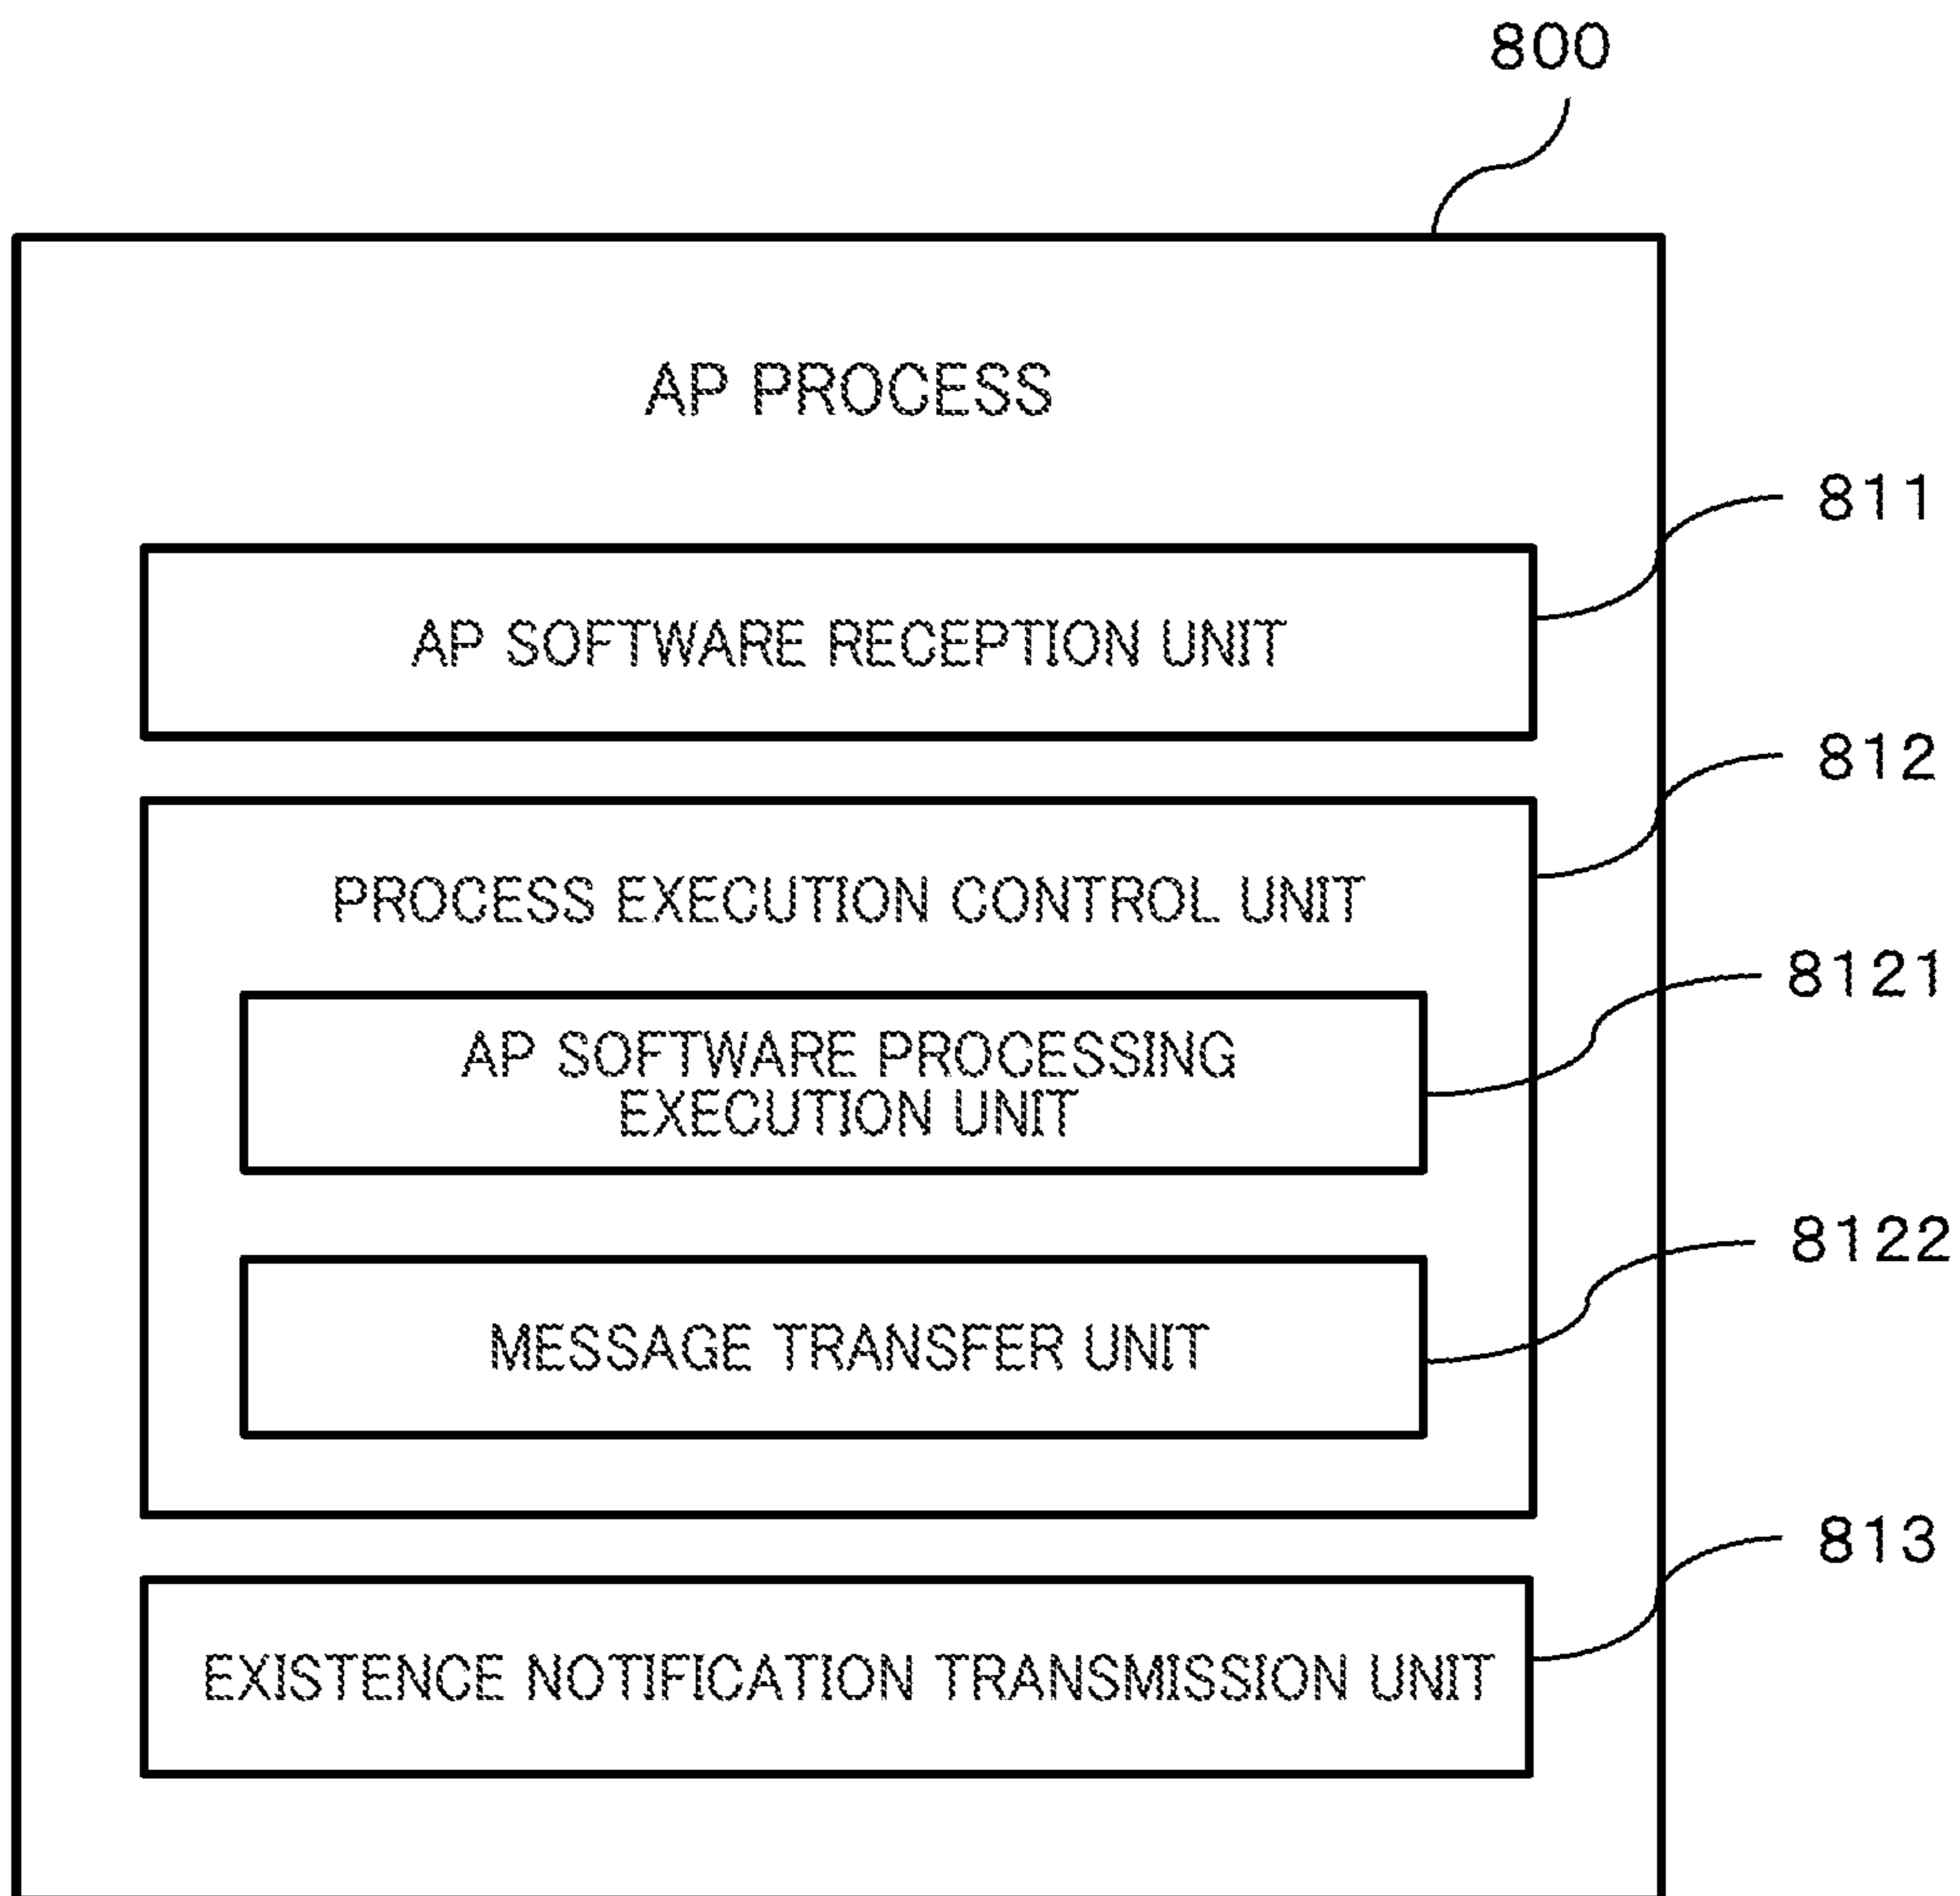 800
AP PROCESS
811
AP SOFTWARE RECEPTION UNIT
812
PROCESS EXECUTION CONTROL UNIT
8121
AP SOFTWARE PROCESSING
EXECUTION UNIT
8122
MESSAGE TRANSFER UNIT
813
EXISTENCE NOTIFICATION TRANSMISSION UNIT